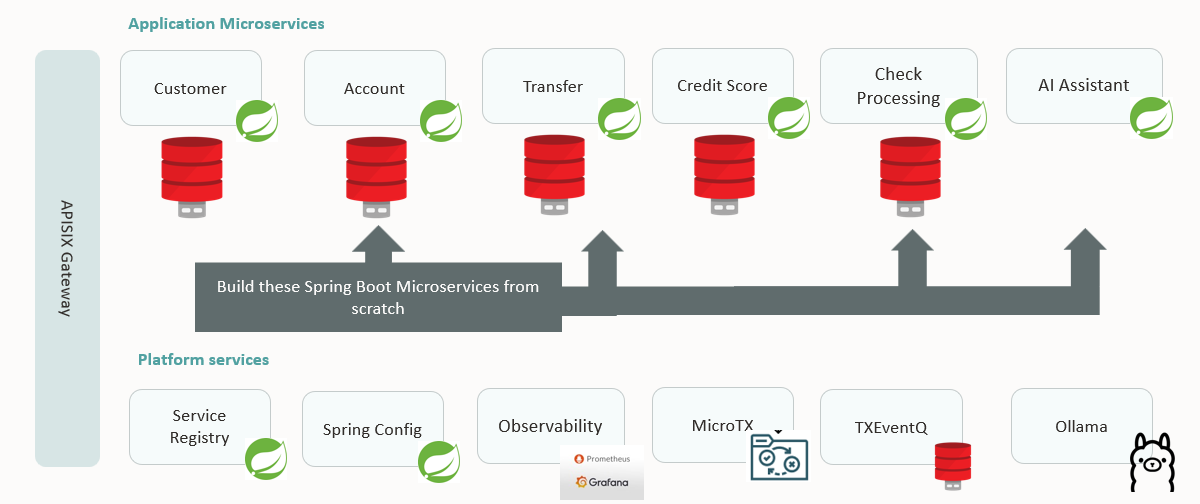 Application Microservices
APISIX Gateway
Customer
Account
Transfer
Credit Score
Check
Processing
AI Assistant
Build these Spring Boot Microservices from
scratch
Platform services
Service
Registry
Spring Config
Observability
Prometheus
Grafana
MicroTX
TXEventQ
Ollama